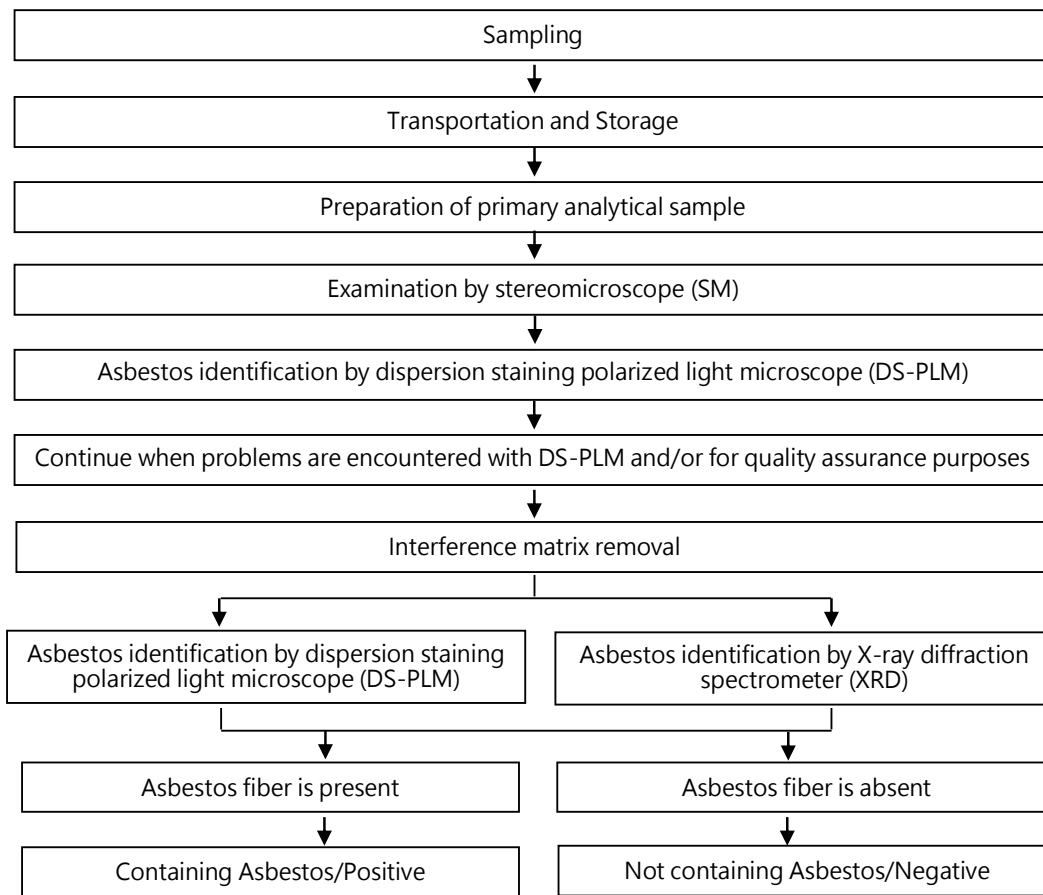 Sampling
Transportation and Storage
Preparation of primary analytical sample
Examination by stereomicroscope (SM)
Asbestos identification by dispersion staining polarized light microscope (DS-PLM)
Continue when problems are encountered with DS-PLM and/or for quality assurance purposes
Interference matrix removal
Asbestos identification by dispersion staining
polarized light microscope (DS-PLM)
Asbestos identification by X-ray diffraction
spectrometer (XRD)
Asbestos fiber is present
Asbestos fiber is absent
Containing Asbestos/Positive
Not containing Asbestos/Negative